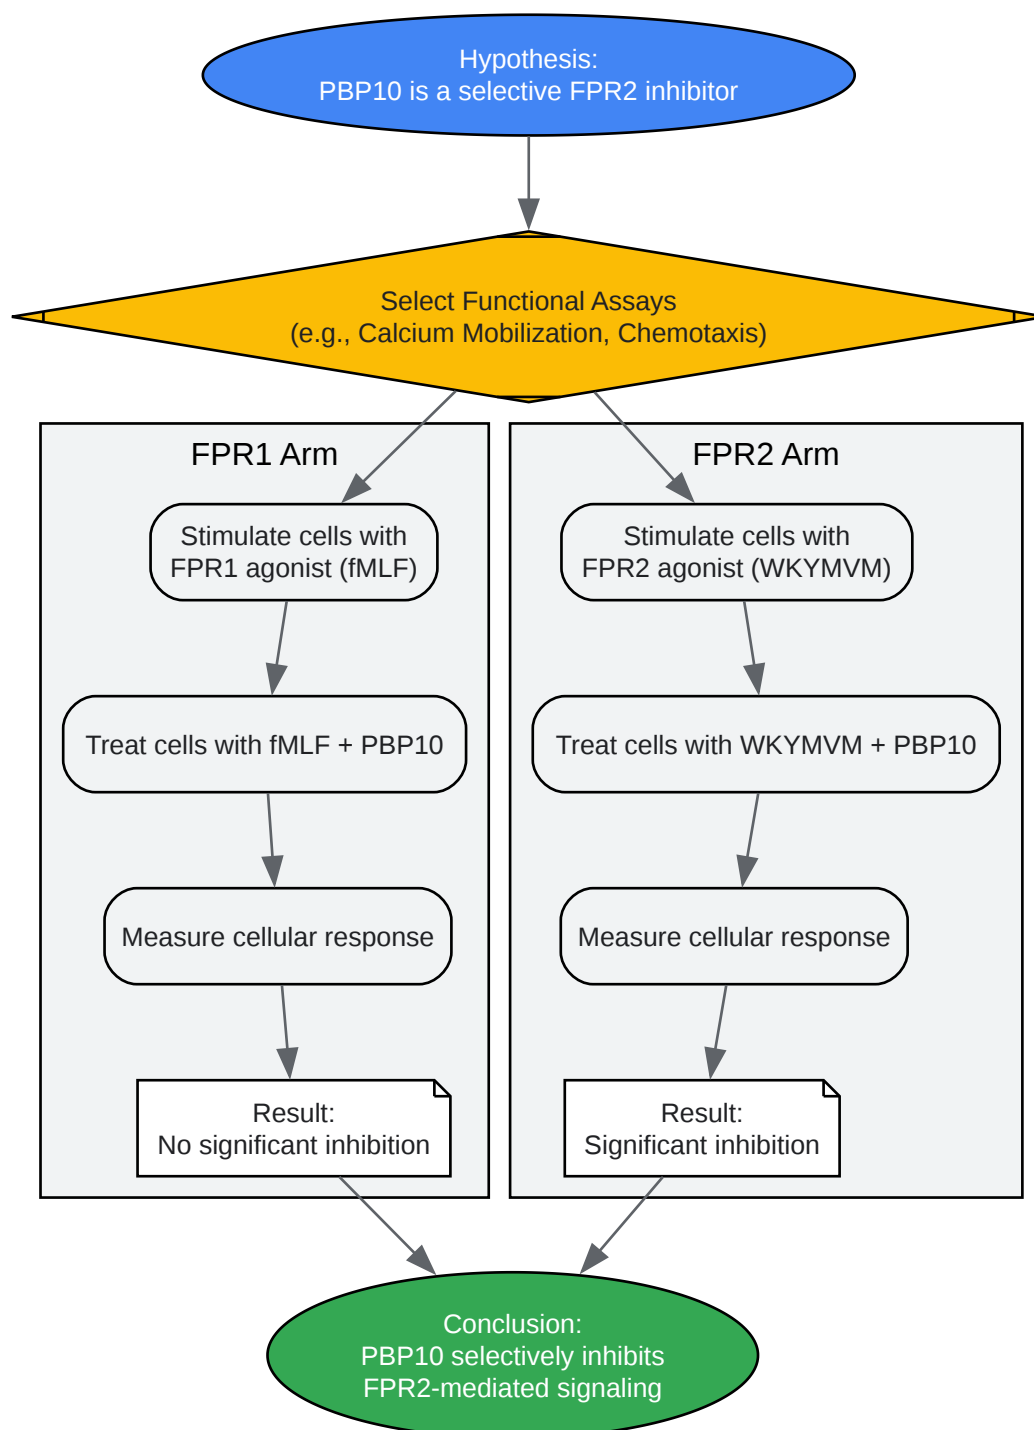 Hypothesis:
PBP10 is a selective FPR2 inhibitor
Select Functional Assays
(e.g., Calcium Mobilization, Chemotaxis)
FPR1 Arm
Stimulate cells with
FPR1 agonist (fMLF)
Treat cells with fMLF + PBP10
Measure cellular response
Result:
No significant inhibition
FPR2 Arm
Stimulate cells with
FPR2 agonist (WKYMVM)
Treat cells with WKYMVM + PBP10
Measure cellular response
Result:
Significant inhibition
Conclusion:
PBP10 selectively inhibits
FPR2-mediated signaling